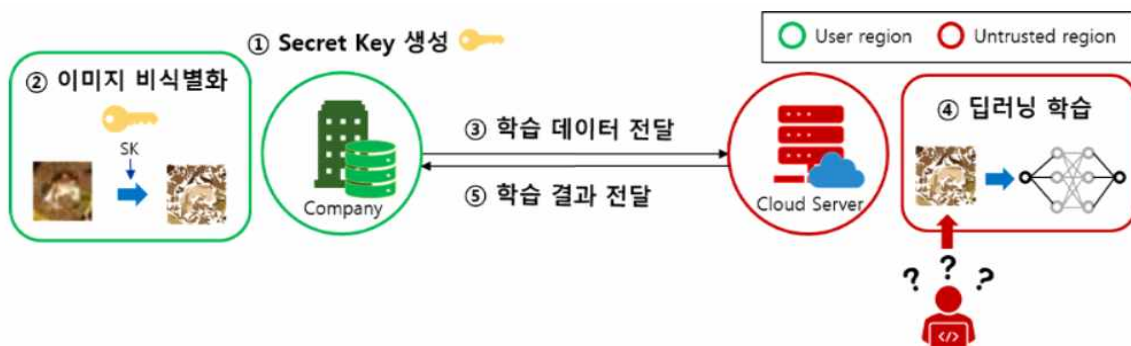 ① Secret Key 생성
User region
Untrusted region
② 이미지 비식별화
SK
Company
③ 학습 데이터 전달
⑤ 학습 결과 전달
Cloud Server
④ 딥러닝 학습
? ? ?